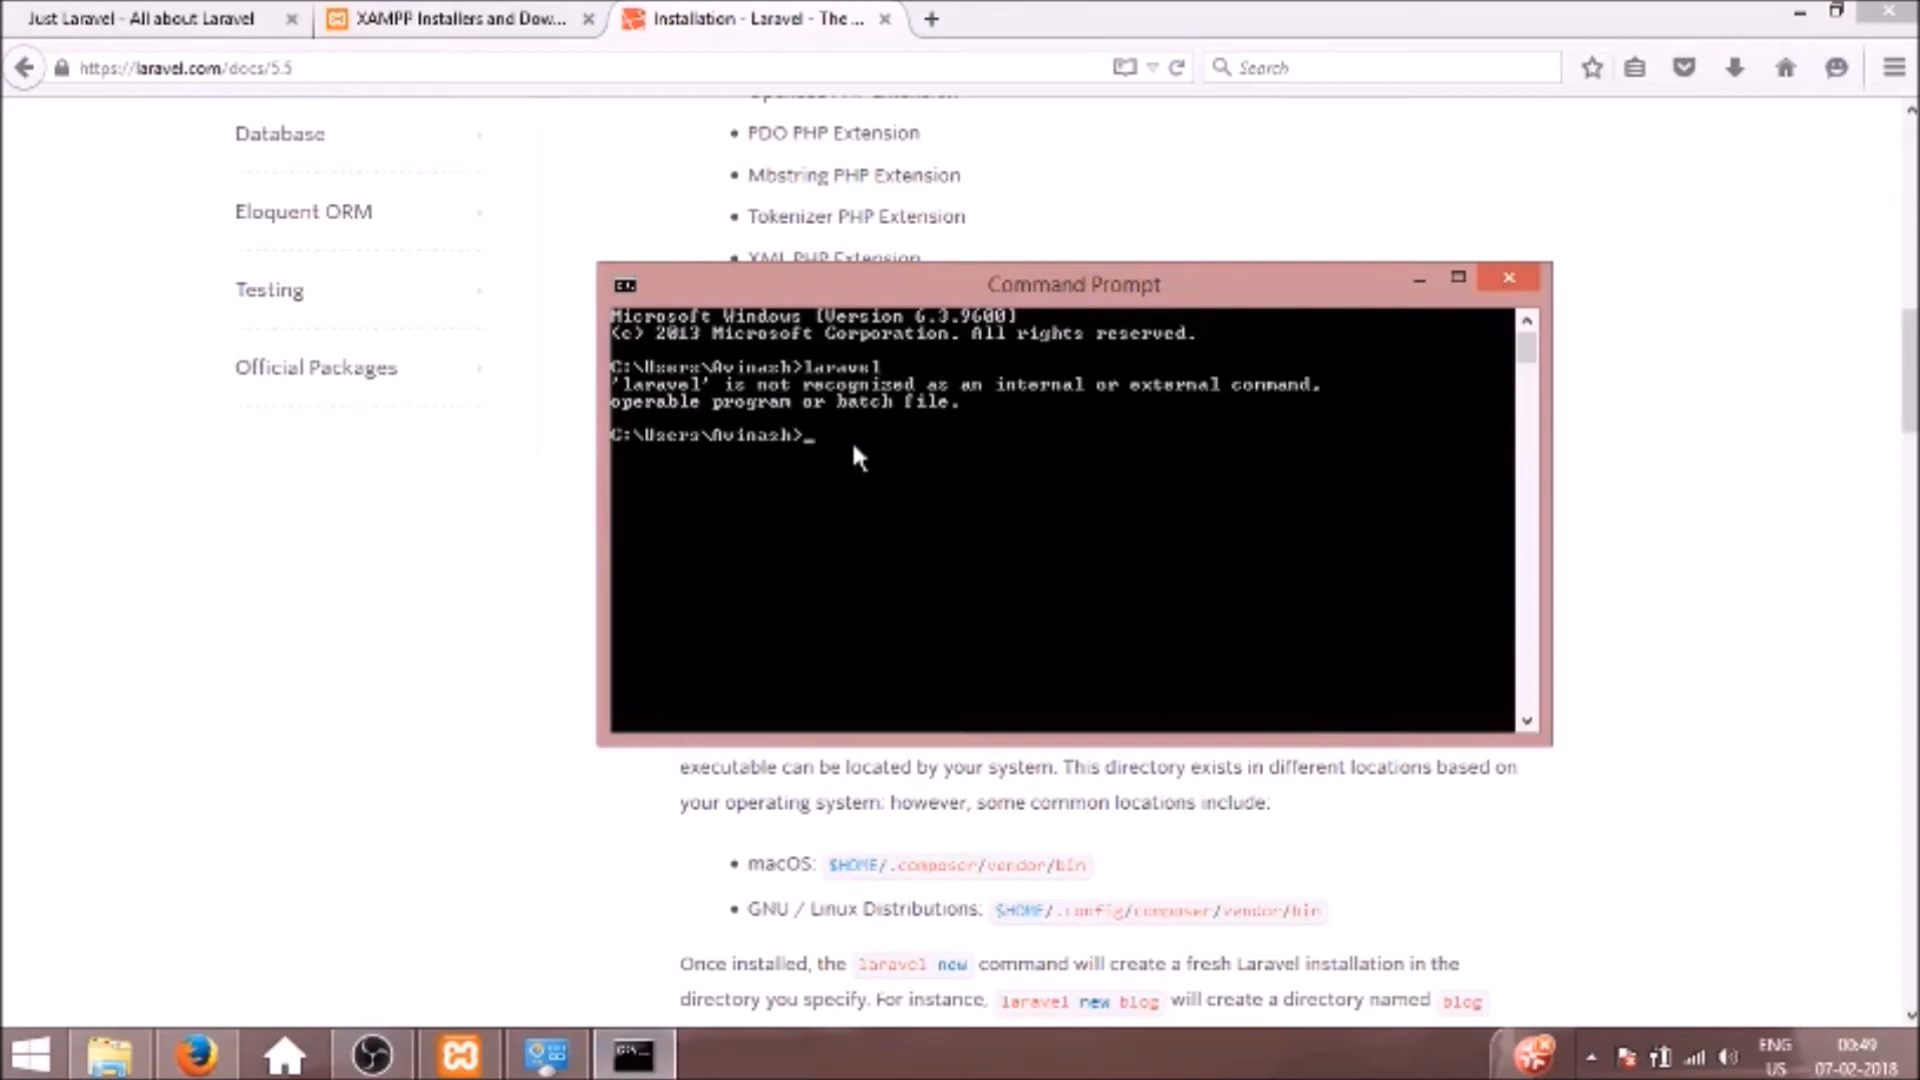 Just Laravel - All about Laravel
XAMPP Installers and Dow...
Installation - Laravel - The ...
https://laravel.com/docs/5.5
Search
Database
Eloquent ORM
Testing
Official Packages
PHP Extension
PDO PHP Extension
Mbstring PHP Extension
Tokenizer PHP Extension
XML PHP Extension
Command Prompt
Microsoft Windows [Version 6.3.9600]
(c) 2013 Microsoft Corporation. All rights reserved.
C:\Users\Avinash>laravel
'laravel' is not recognized as an internal or external command,
operable program or batch file.
C:\Users\Avinash>_
executable can be located by your system. This directory exists in different locations based on
your operating system; however, some common locations include:
macOS: $HOME/.composer/vendor/bin
GNU / Linux Distributions: $HOME/.config/composer/vendor/bin
Once installed, the laravel new command will create a fresh Laravel installation in the
directory you specify. For instance, laravel new blog will create a directory named blog
ENG
US
00:49
07-02-2018